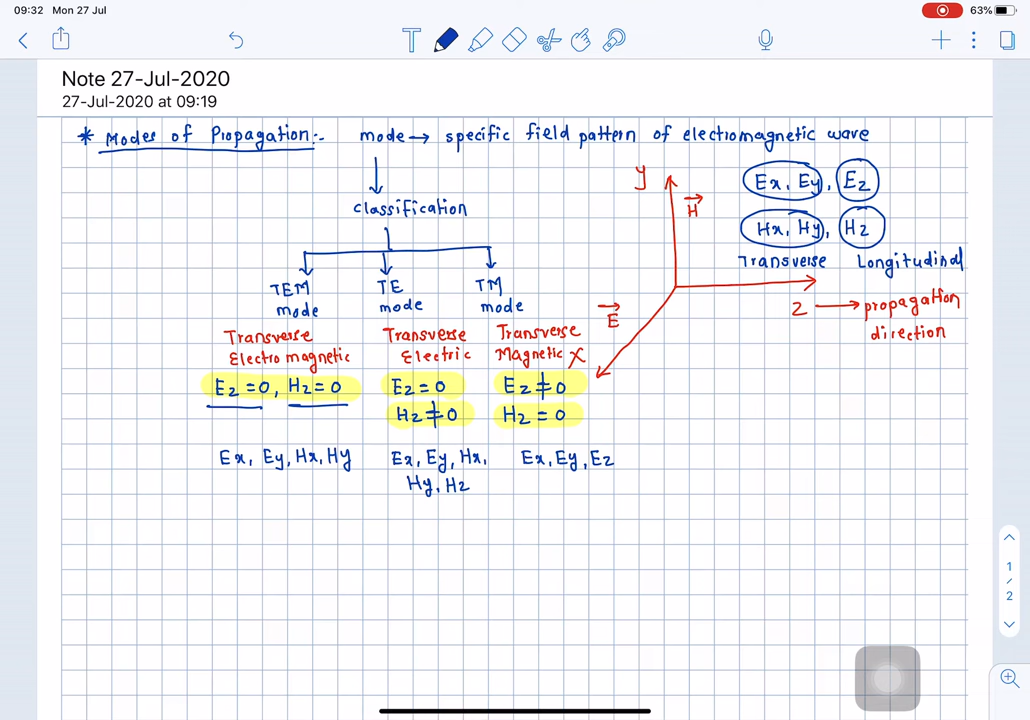 09:32 Mon 27 Jul
63%
T
Note 27-Jul-2020
27-Jul-2020 at 09:19
* Modes of Propagation:- mode → specific field pattern of electromagnetic wave
classification
TEM mode
TE mode
TM mode
Transverse Electro magnetic
Transverse Electric
Transverse Magnetic
Ez = 0, Hz = 0
Ez = 0
Hz ≠ 0
Ez ≠ 0
Hz = 0
Ex, Ey, Hx, Hy
Ex, Ey, Hx,
Hy, Hz
Ex, Ey, Ez
y
H
E
X
Z → propagation
direction
Ex, Ey, Ez
Hx, Hy, Hz
Transverse Longitudinal
1
/
2